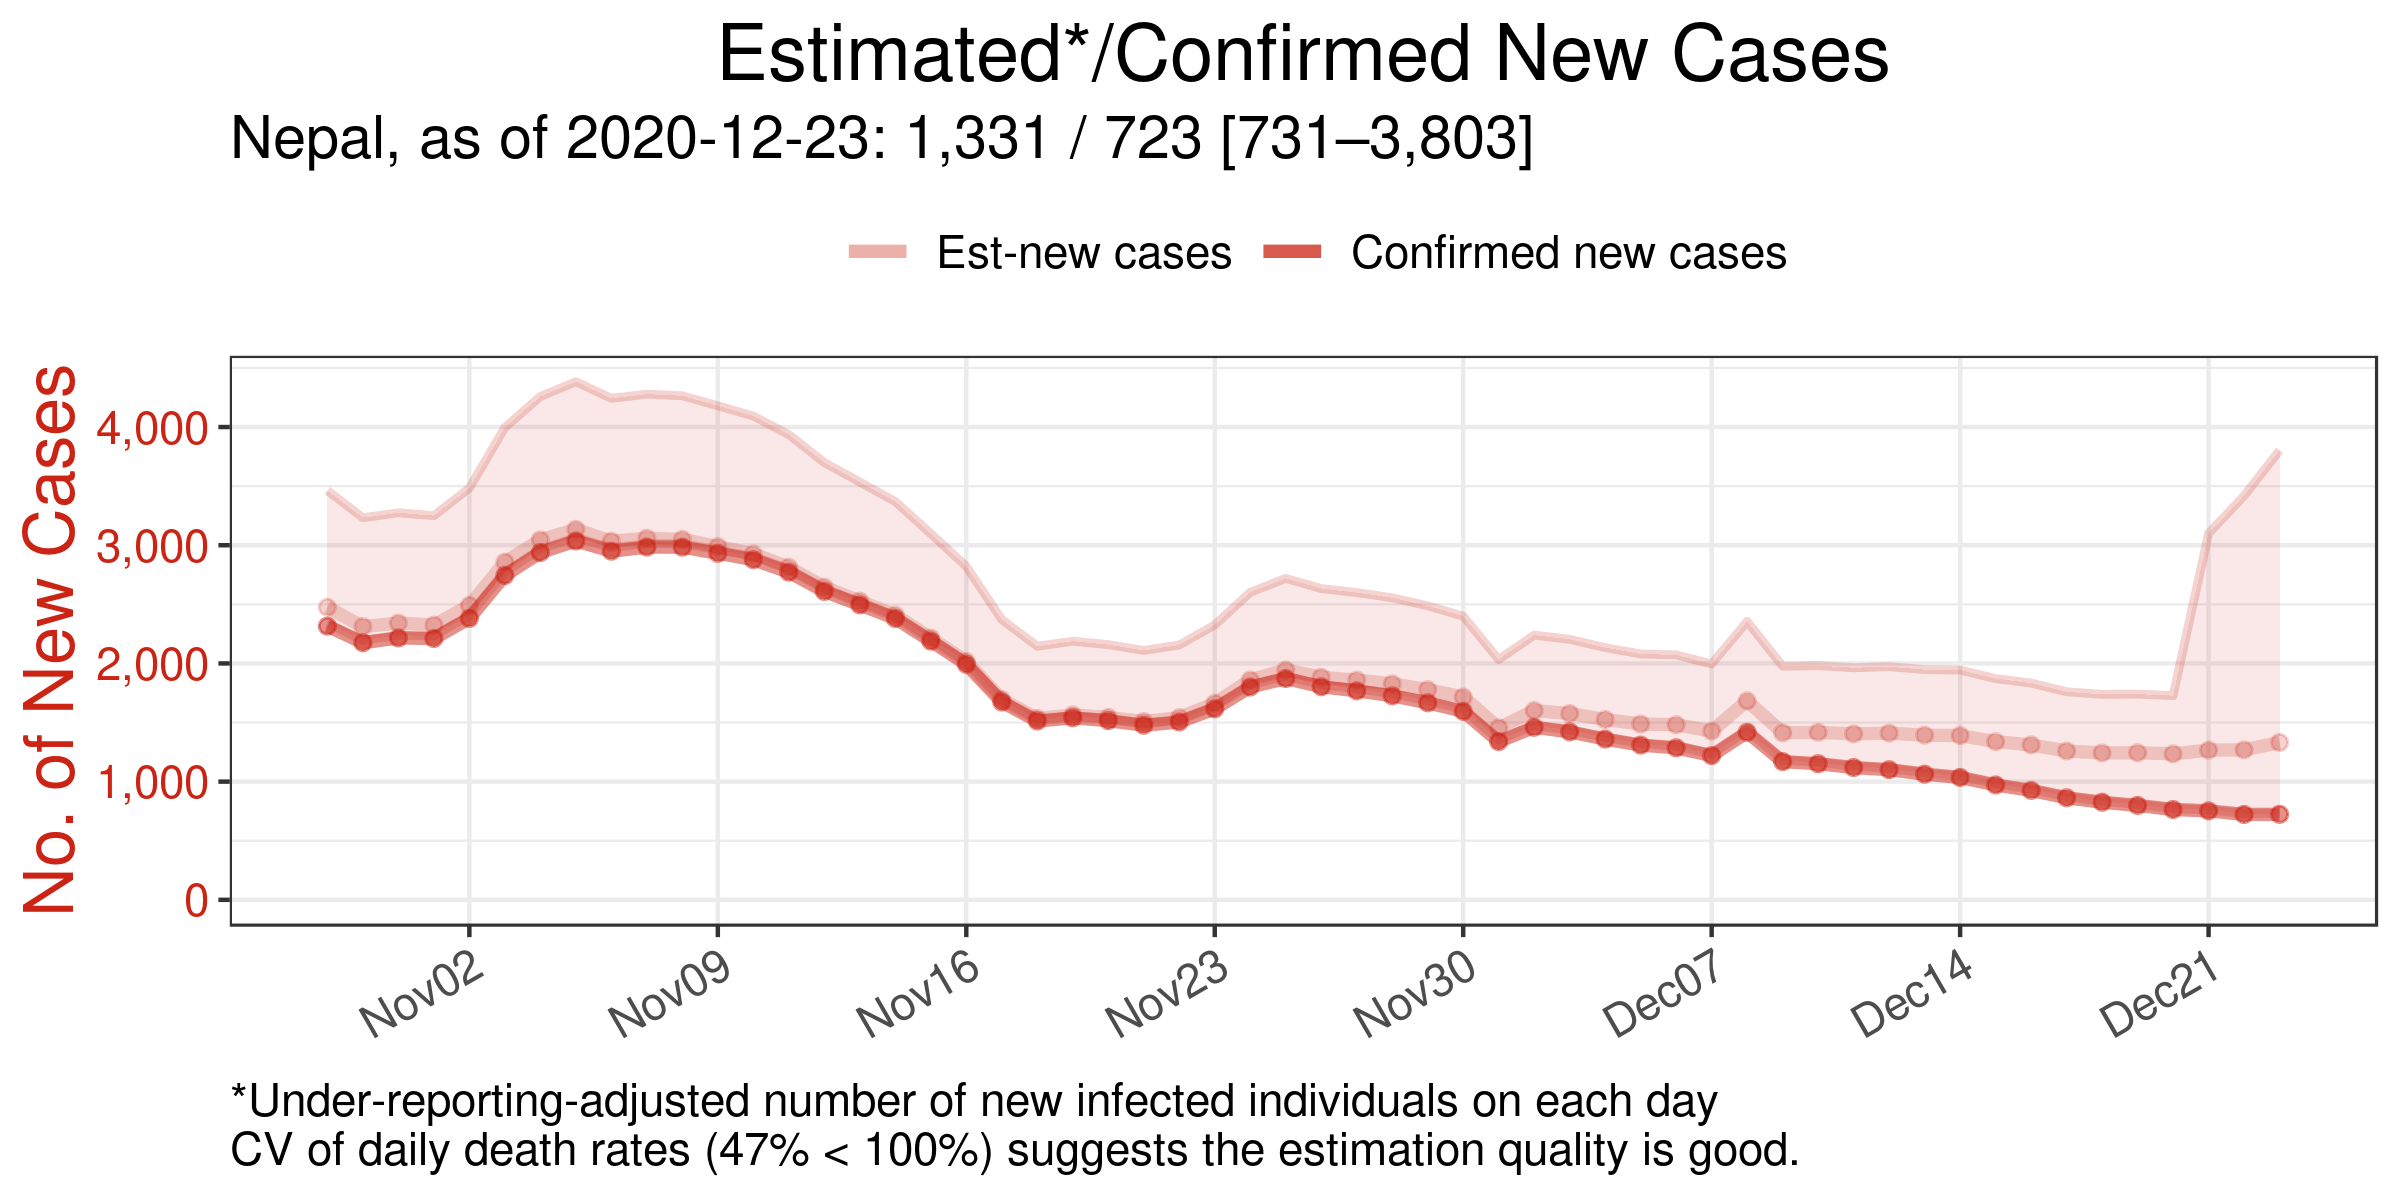 Estimated*/Confirmed New Cases
Nepal, as of 2020-12-23: 1,331 / 723 [731–3,803]
Est-new cases Confirmed new cases
No. of New Cases
4,000
3,000
2,000
1,000
0
Nov02 Nov09 Nov16 Nov23 Nov30 Dec07 Dec14 Dec21
*Under-reporting-adjusted number of new infected individuals on each day
CV of daily death rates (47% < 100%) suggests the estimation quality is good.